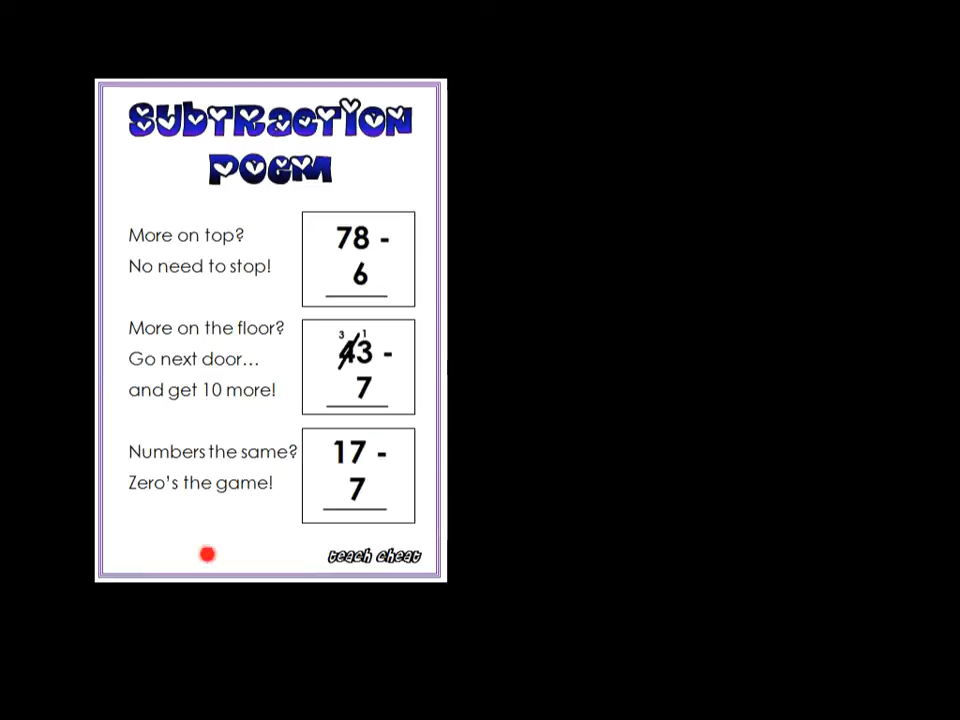 SUBTRACTION
POEM
More on top?
No need to stop!
78 -
6
More on the floor?
Go next door...
and get 10 more!
3 1
43 -
7
Numbers the same?
Zero's the game!
17 -
7
teach cheat